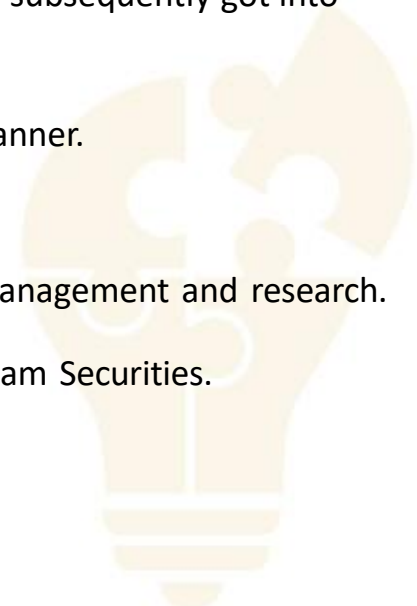 subsequently got into
anner.
anagement and research.
am Securities.